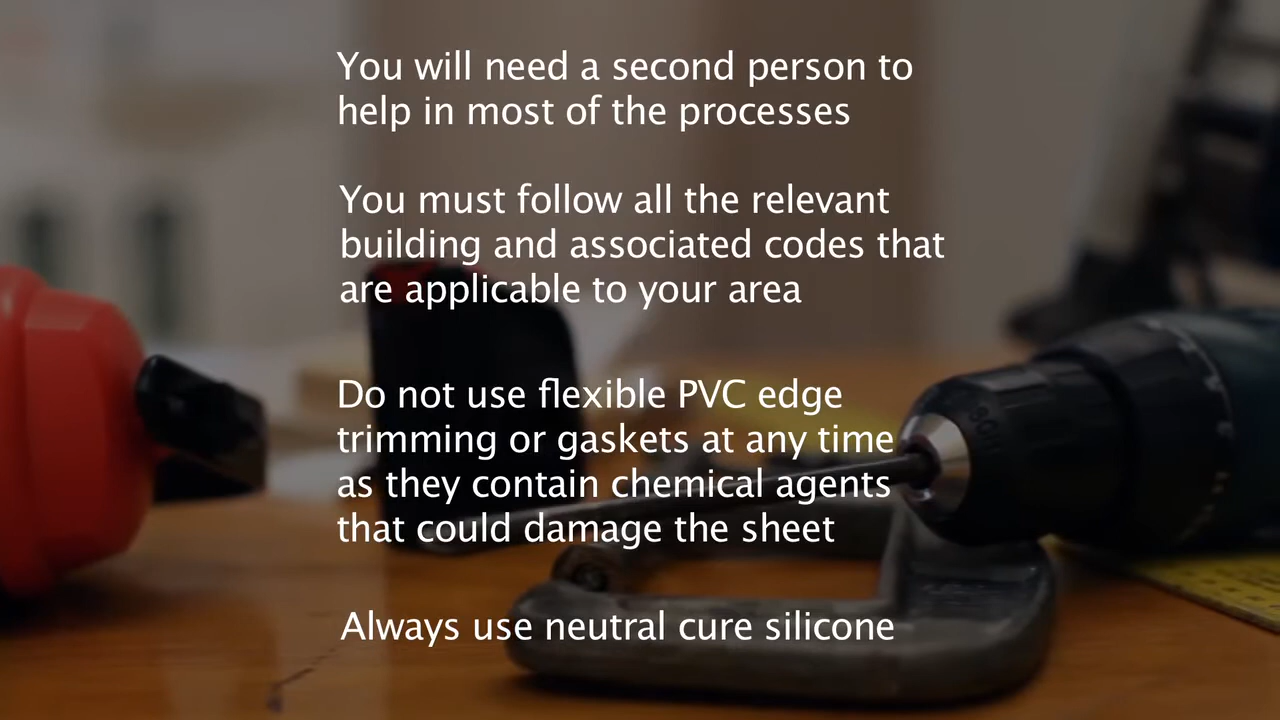 You will need a second person to
help in most of the processes
You must follow all the relevant
building and associated codes that
are applicable to your area
Do not use flexible PVC edge
trimming or gaskets at any time
as they contain chemical agents
that could damage the sheet
Always use neutral cure silicone